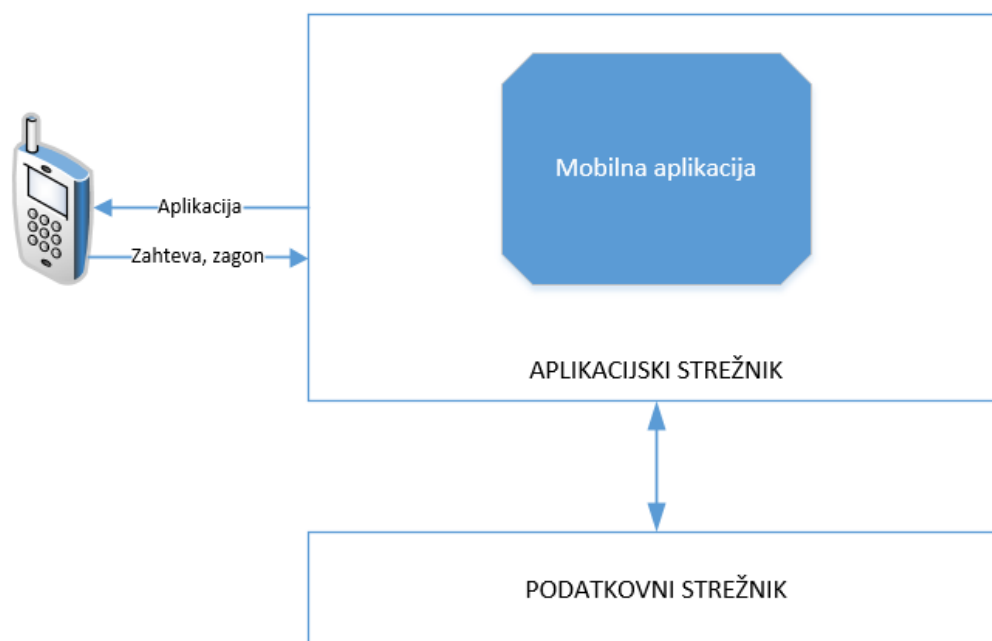 Mobilna aplikacija
Aplikacija
Zahteva, zagon
APLIKACIJSKI STREŽNIK
PODATKOVNI STREŽNIK